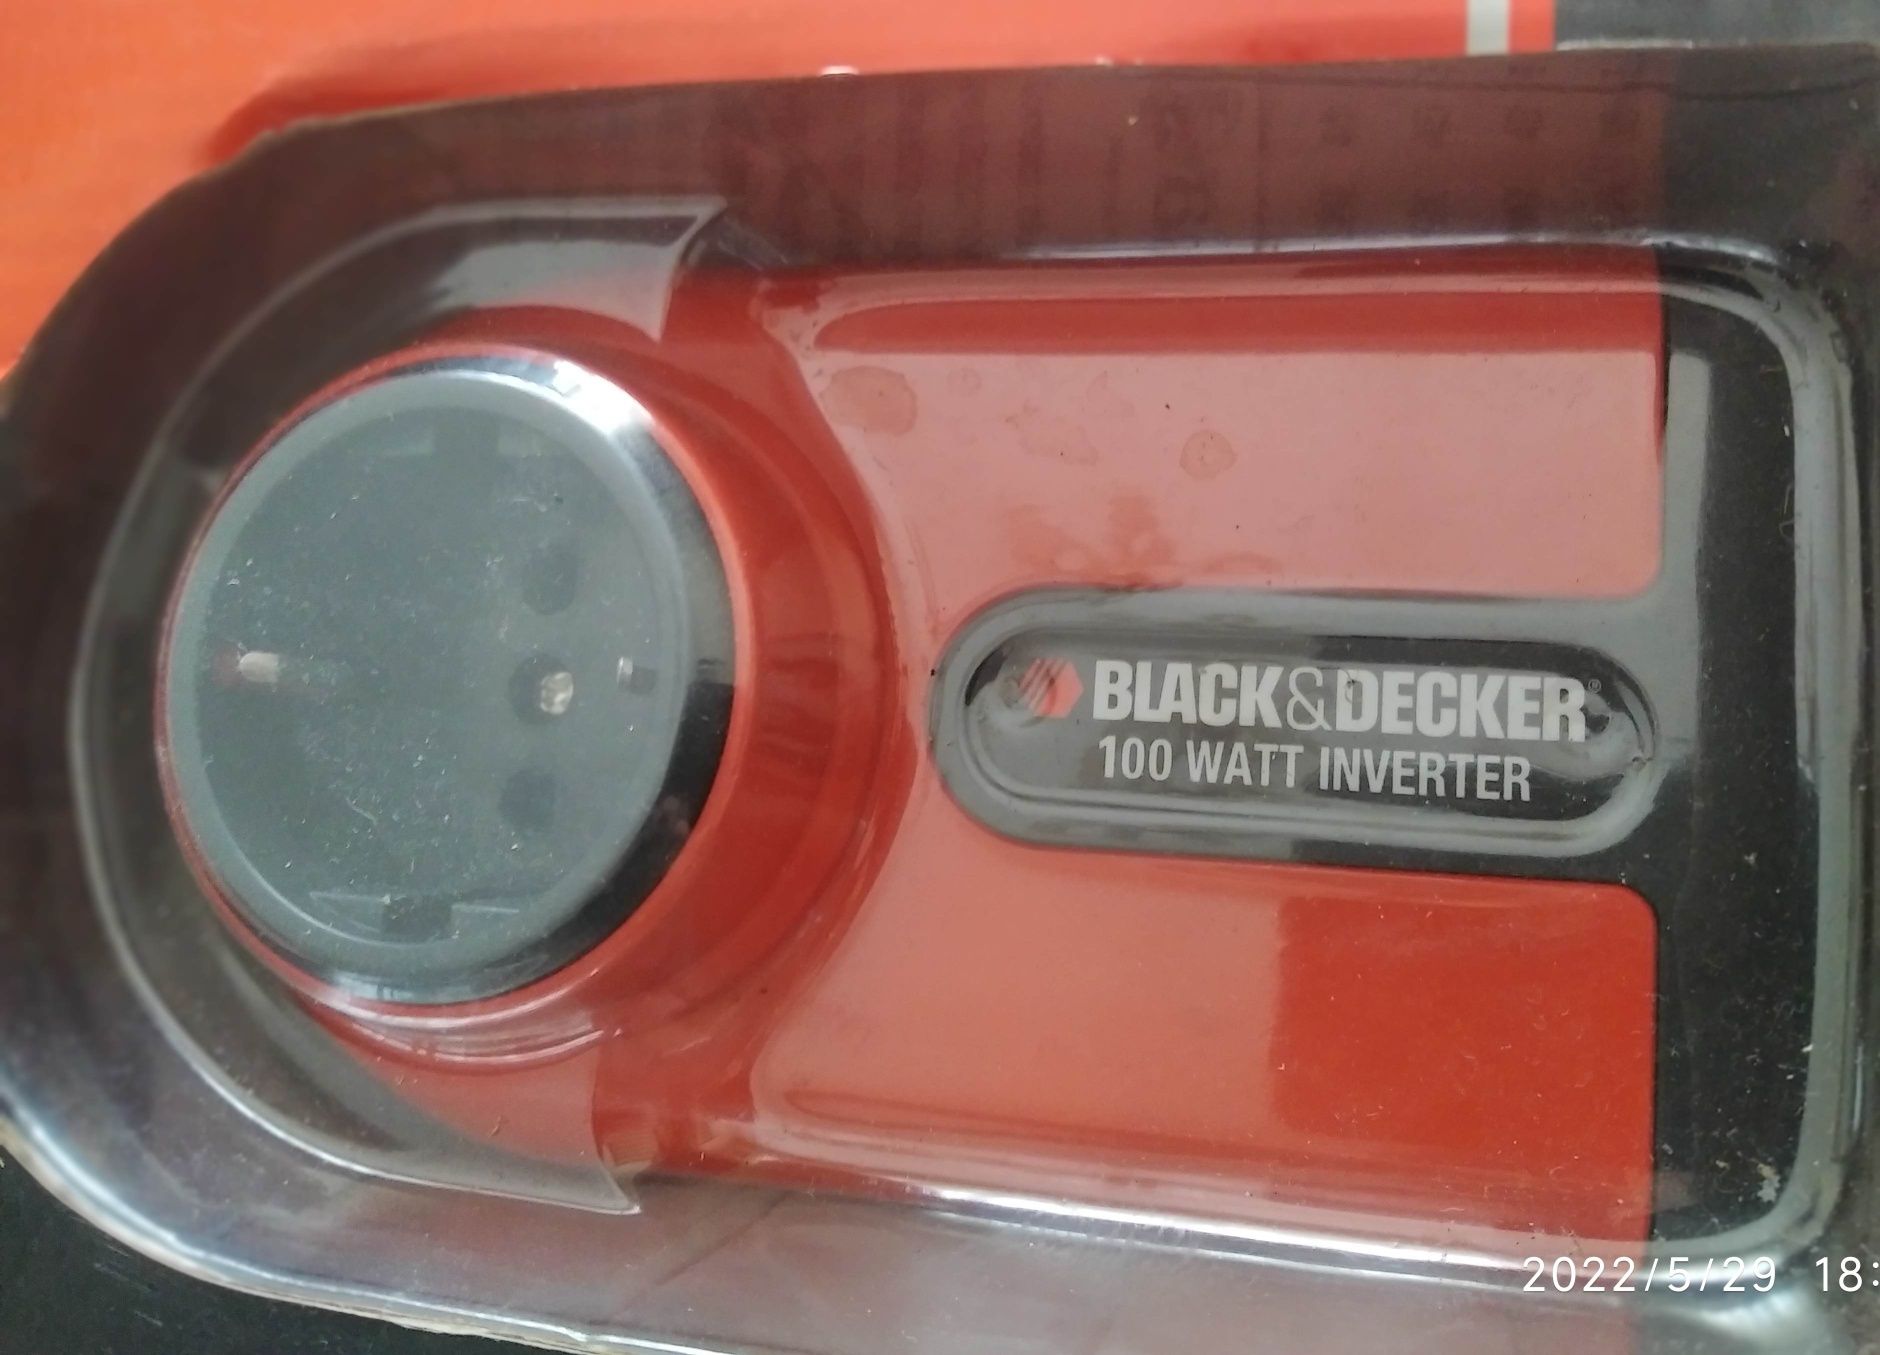 BLACK&DECKER®
100 WATT INVERTER
2022/5/29 18: